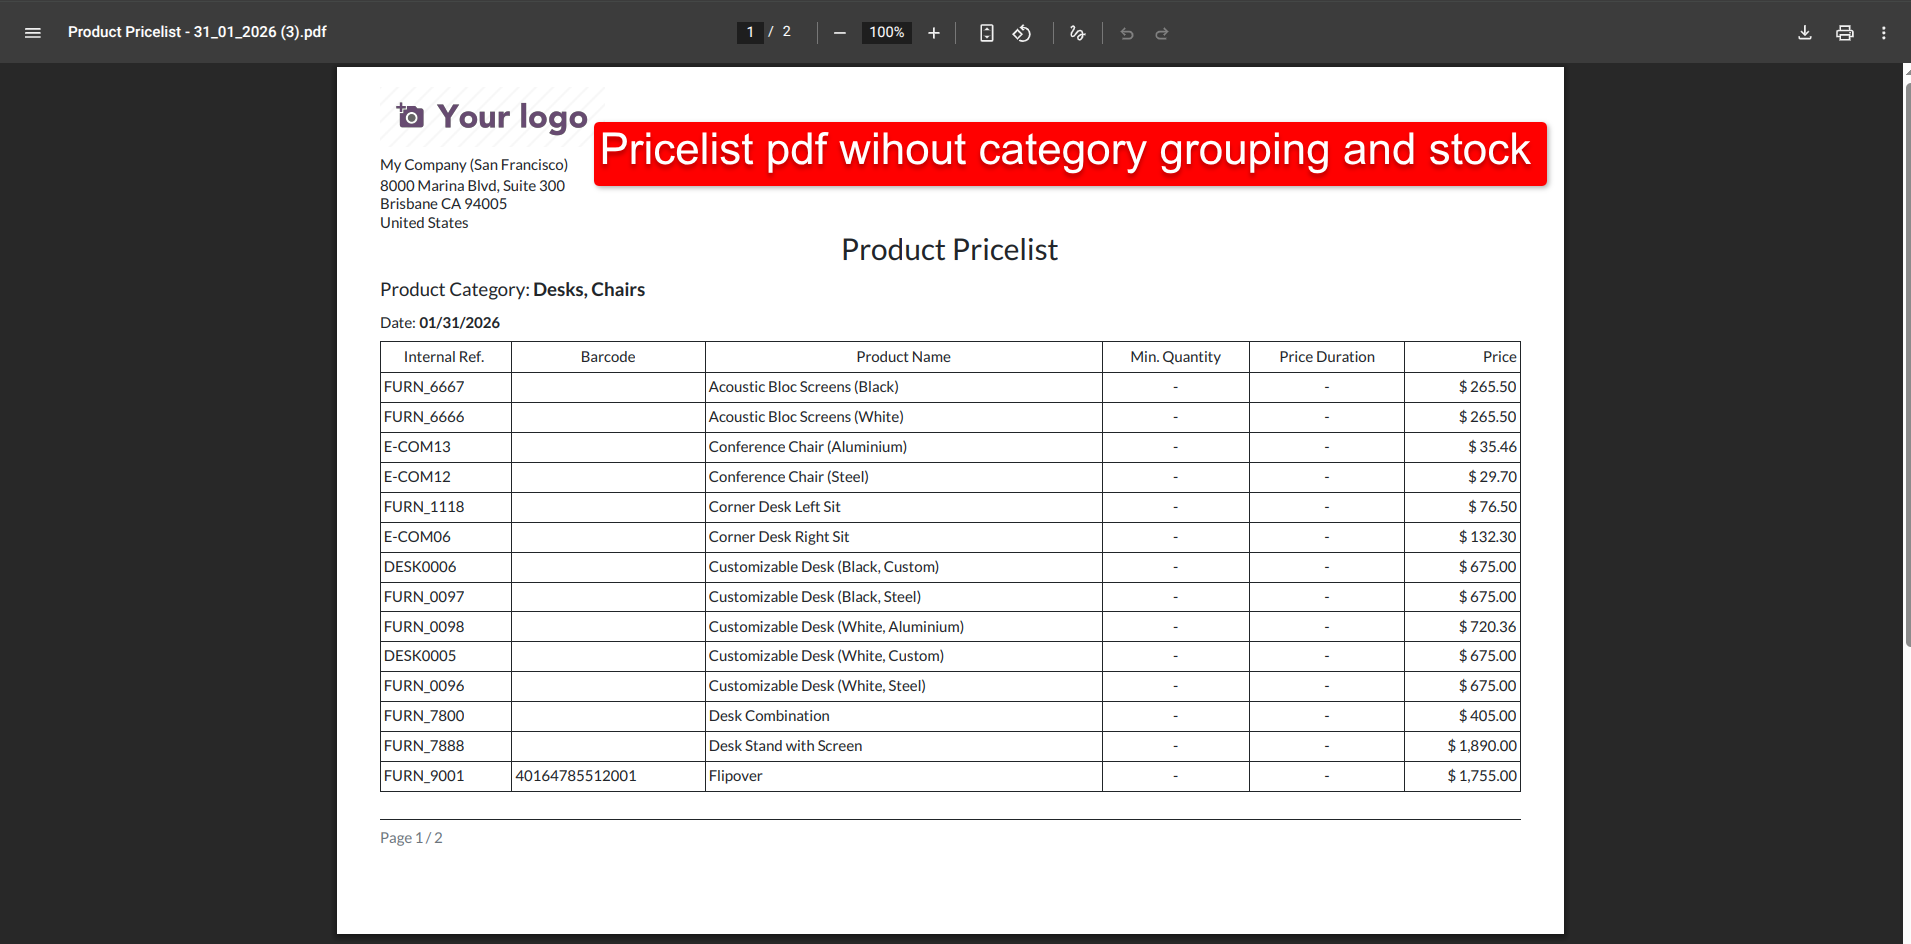 Product Pricelist - 31_01_2026 (3).pdf
1 / 2
100%
Your logo
Pricelist pdf wihout category grouping and stock
My Company (San Francisco)
8000 Marina Blvd, Suite 300
Brisbane CA 94005
United States
Product Pricelist
Product Category: Desks, Chairs
Date: 01/31/2026
Internal Ref. Barcode Product Name Min. Quantity Price Duration Price
FURN_6667 Acoustic Bloc Screens (Black) - - $ 265.50
FURN_6666 Acoustic Bloc Screens (White) - - $ 265.50
E-COM13 Conference Chair (Aluminium) - - $ 35.46
E-COM12 Conference Chair (Steel) - - $ 29.70
FURN_1118 Corner Desk Left Sit - - $ 76.50
E-COM06 Corner Desk Right Sit - - $ 132.30
DESK0006 Customizable Desk (Black, Custom) - - $ 675.00
FURN_0097 Customizable Desk (Black, Steel) - - $ 675.00
FURN_0098 Customizable Desk (White, Aluminium) - - $ 720.36
DESK0005 Customizable Desk (White, Custom) - - $ 675.00
FURN_0096 Customizable Desk (White, Steel) - - $ 675.00
FURN_7800 Desk Combination - - $ 405.00
FURN_7888 Desk Stand with Screen - - $ 1,890.00
FURN_9001 40164785512001 Flipover - - $ 1,755.00
Page 1 / 2